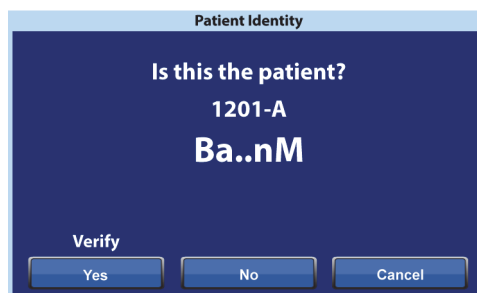 Patient Identity
Is this the patient?
1201-A
Ba..nM
Verify
Yes No Cancel